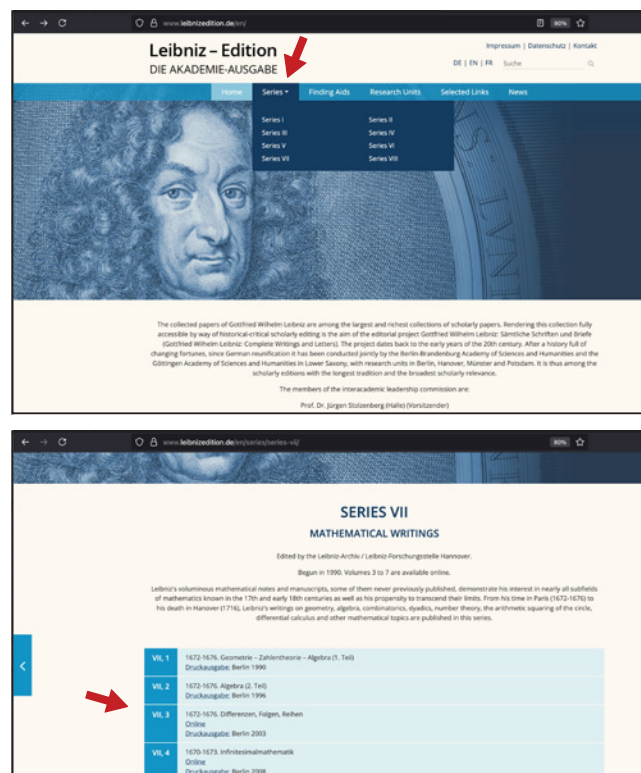 www.leibnizedition.de/en/
80%
Leibniz – Edition
DIE AKADEMIE-AUSGABE
Impressum | Datenschutz | Kontakt
DE | EN | FR Suche
Home Series Finding Aids Research Units Selected Links News
Series I Series II
Series III Series IV
Series V Series VI
Series VII Series VIII
The collected papers of Gottfried Wilhelm Leibniz are among the largest and richest collections of scholarly papers. Rendering this collection fully
accessible by way of historical-critical scholarly editing is the aim of the editorial project Gottfried Wilhelm Leibniz: Sämtliche Schriften und Briefe
(Gottfried Wilhelm Leibniz: Complete Writings and Letters). The project dates back to the early years of the 20th century. After a history full of
changing fortunes, since German reunification it has been conducted jointly by the Berlin-Brandenburg Academy of Sciences and Humanities and the
Göttingen Academy of Sciences and Humanities in Lower Saxony, with research units in Berlin, Hanover, Münster and Potsdam. It is thus among the
scholarly editions with the longest tradition and the broadest scholarly relevance.
The members of the interacademic leadership commission are:
Prof. Dr. Jürgen Stolzenberg (Halle) (Vorsitzender)
www.leibnizedition.de/en/series/series-vii/
80%
SERIES VII
MATHEMATICAL WRITINGS
Edited by the Leibniz-Archiv / Leibniz-Forschungsstelle Hannover.
Begun in 1990. Volumes 3 to 7 are available online.
Leibniz's voluminous mathematical notes and manuscripts, some of them never previously published, demonstrate his interest in nearly all subfields
of mathematics known in the 17th and early 18th centuries as well as his propensity to transcend their limits. From his time in Paris (1672-1676) to
his death in Hanover (1716), Leibniz's writings on geometry, algebra, combinatorics, dyadics, number theory, the arithmetic squaring of the circle,
differential calculus and other mathematical topics are published in this series.
VII, 1 1672-1676. Geometrie – Zahlentheorie – Algebra (1. Teil)
Druckausgabe: Berlin 1990
VII, 2 1672-1676. Algebra (2. Teil)
Druckausgabe: Berlin 1996
VII, 3 1672-1676. Differenzen, Folgen, Reihen
Online
Druckausgabe: Berlin 2003
VII, 4 1670-1673. Infinitesimalmathematik
Online
Druckausgabe: Berlin 2008